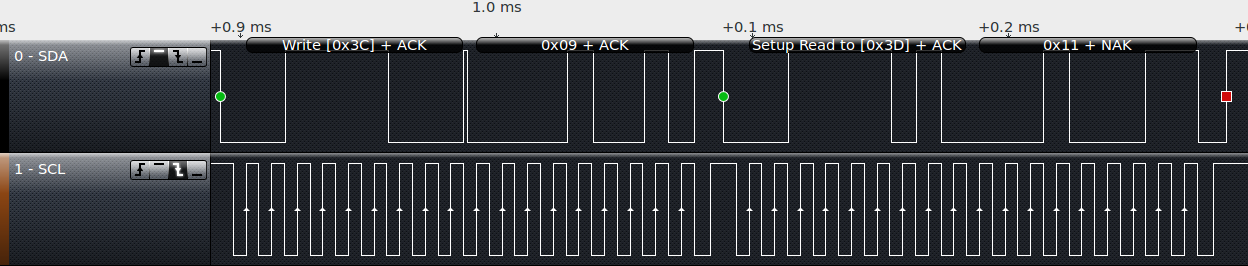 1.0 ms
ms
+0.9 ms
+0.1 ms
+0.2 ms
+0
Write [0x3C] + ACK
0x09 + ACK
Setup Read to [0x3D] + ACK
0x11 + NAK
0 - SDA
1 - SCL